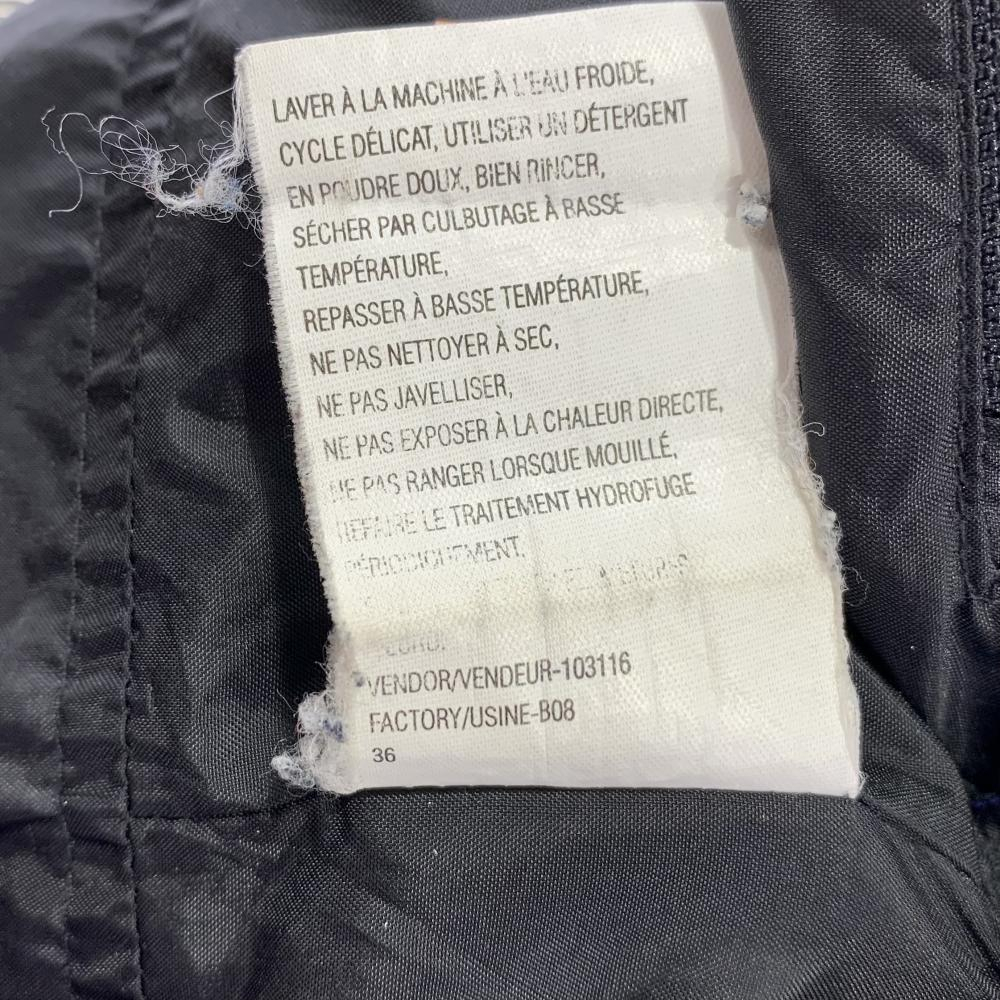 LAVER À LA MACHINE À L'EAU FROIDE,
CYCLE DÉLICAT, UTILISER UN DÉTERGENT
EN POUDRE DOUX, BIEN RINCER,
SÉCHER PAR CULBUTAGE À BASSE
TEMPÉRATURE,
REPASSER À BASSE TEMPÉRATURE,
NE PAS NETTOYER À SEC,
NE PAS JAVELLISER,
NE PAS EXPOSER À LA CHALEUR DIRECTE,
NE PAS RANGER LORSQUE MOUILLÉ,
REFAIRE LE TRAITEMENT HYDROFUGE
PÉRIODIQUEMENT.
VENDOR/VENDEUR-103116
FACTORY/USINE-B08
36